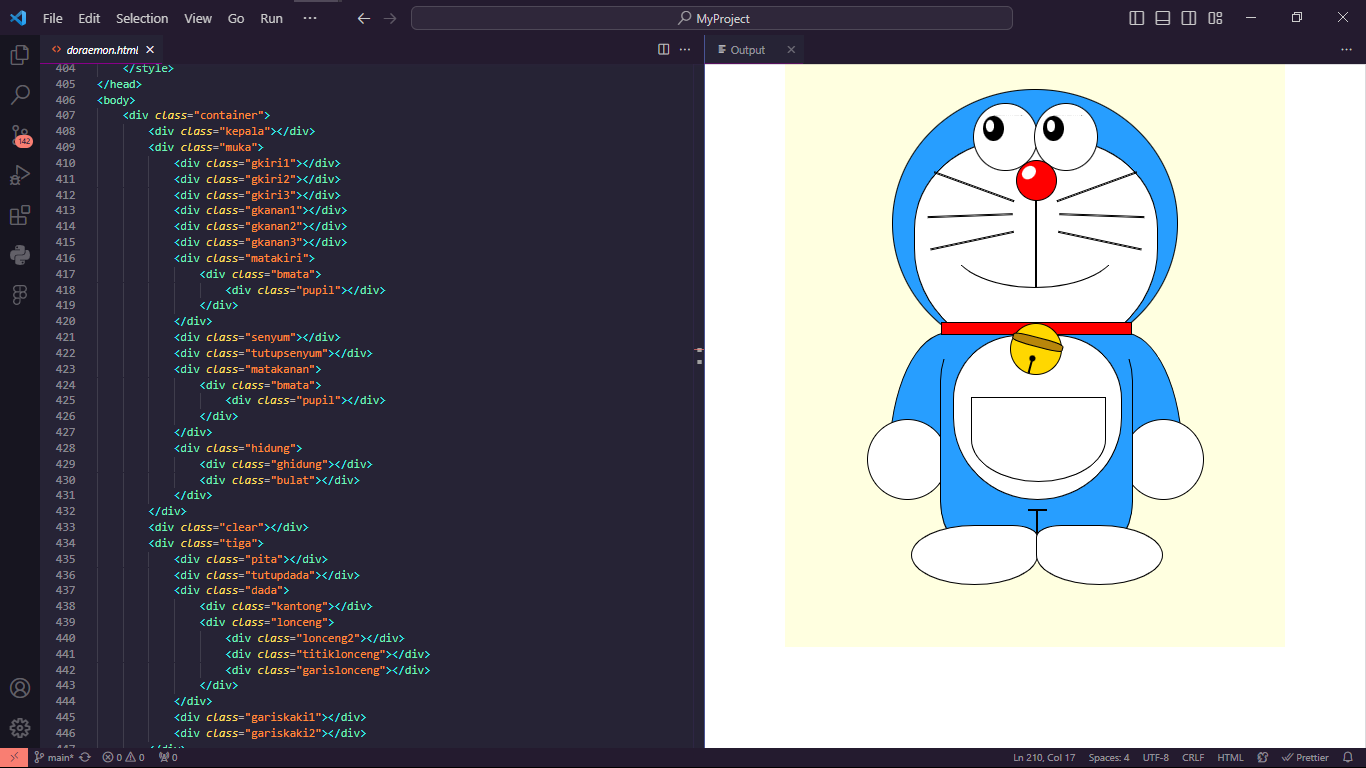 File Edit Selection View Go Run ··· MyProject
doraemon.html Output
404 </style>
405 </head>
406 <body>
407 <div class="container">
408 <div class="kepala"></div>
409 <div class="muka">
410 <div class="gkiri1"></div>
411 <div class="gkiri2"></div>
412 <div class="gkiri3"></div>
413 <div class="gkanan1"></div>
414 <div class="gkanan2"></div>
415 <div class="gkanan3"></div>
416 <div class="matakiri">
417 <div class="bmata">
418 <div class="pupil"></div>
419 </div>
420 </div>
421 <div class="senyum"></div>
422 <div class="tutupsenyum"></div>
423 <div class="matakanan">
424 <div class="bmata">
425 <div class="pupil"></div>
426 </div>
427 </div>
428 <div class="hidung">
429 <div class="ghidung"></div>
430 <div class="bulat"></div>
431 </div>
432 </div>
433 <div class="clear"></div>
434 <div class="tiga">
435 <div class="pita"></div>
436 <div class="tutupdada"></div>
437 <div class="dada">
438 <div class="kantong"></div>
439 <div class="lonceng">
440 <div class="lonceng2"></div>
441 <div class="titiklonceng"></div>
442 <div class="garislonceng"></div>
443 </div>
444 </div>
445 <div class="gariskaki1"></div>
446 <div class="gariskaki2"></div>
447 </div>
142
main* 0 0 0 Ln 210, Col 17 Spaces: 4 UTF-8 CRLF HTML Prettier